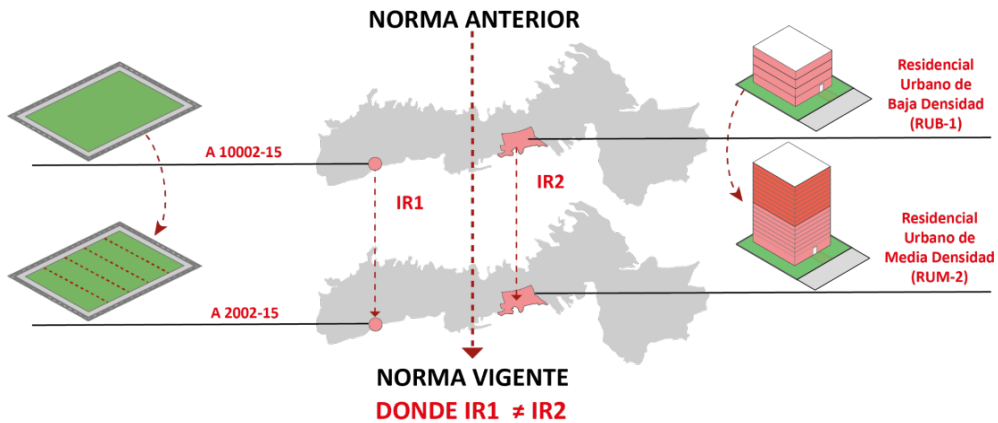 NORMA ANTERIOR
Residencial
Urbano de
Baja Densidad
(RUB-1)
A 10002-15
IR1
IR2
Residencial
Urbano de
Media Densidad
(RUM-2)
A 2002-15
NORMA VIGENTE
DONDE IR1 ≠ IR2